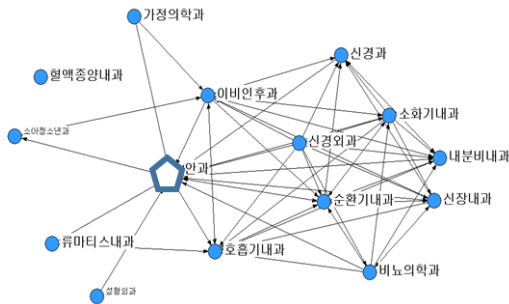 가정의학과
신경과
혈액종양내과
이비인후과
소화기내과
소아청소년과
신경외과
내분비내과
안과
순환기내과
신장내과
류마티스내과
호흡기내과
비뇨의학과
성형외과